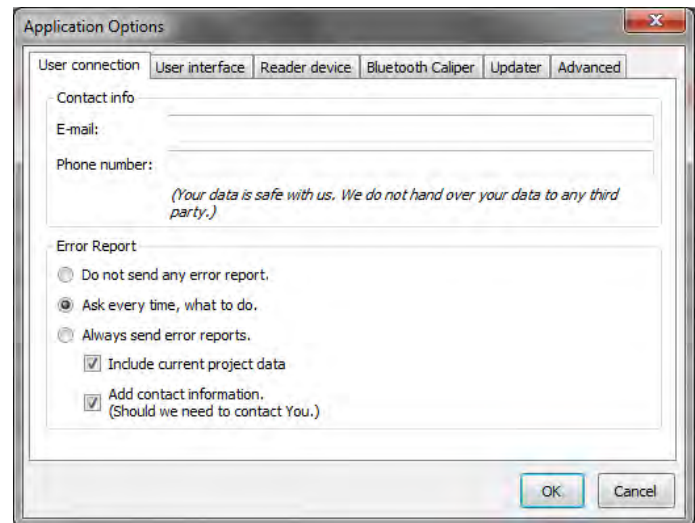 Application Options
User connection User interface Reader device Bluetooth Caliper Updater Advanced
Contact info
E-mail:
Phone number:
(Your data is safe with us. We do not hand over your data to any third
party.)
Error Report
Do not send any error report.
Ask every time, what to do.
Always send error reports.
Include current project data
Add contact information.
(Should we need to contact You.)
OK Cancel